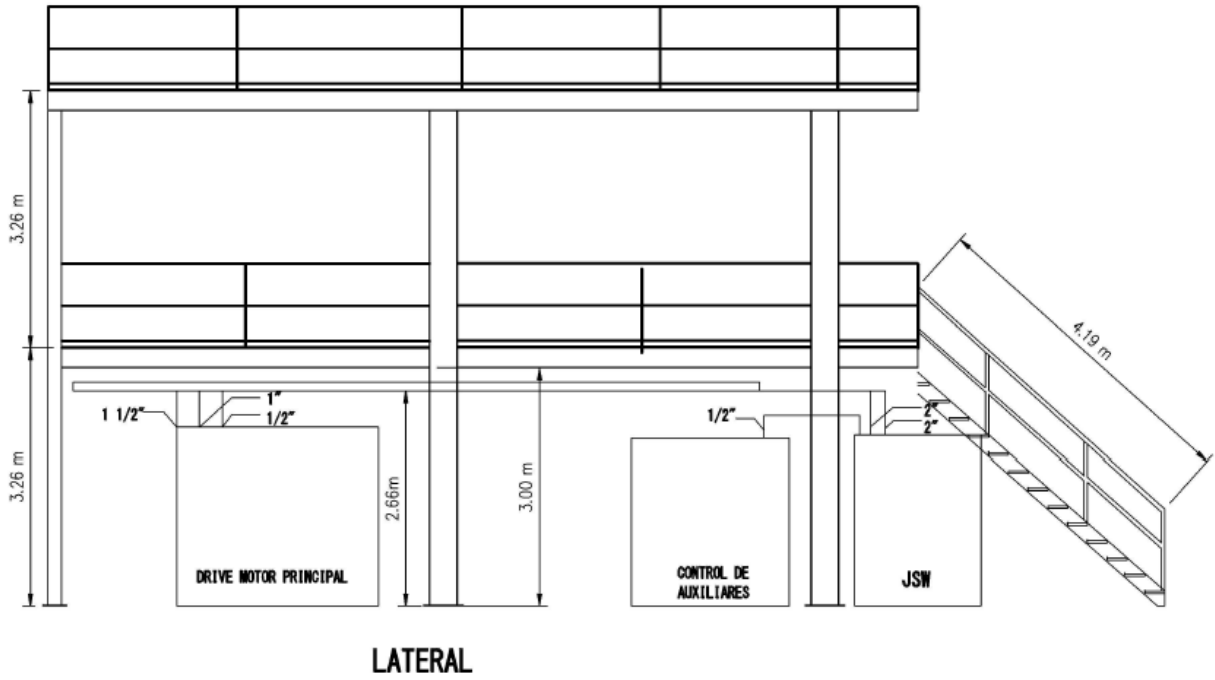 3.26 m
4.19 m
1 1/2"
1"
1/2"
1/2"
2"
2"
3.26 m
2.66m
3.00 m
DRIVE MOTOR PRINCIPAL
CONTROL DE
AUXILIARES
JSW
LATERAL